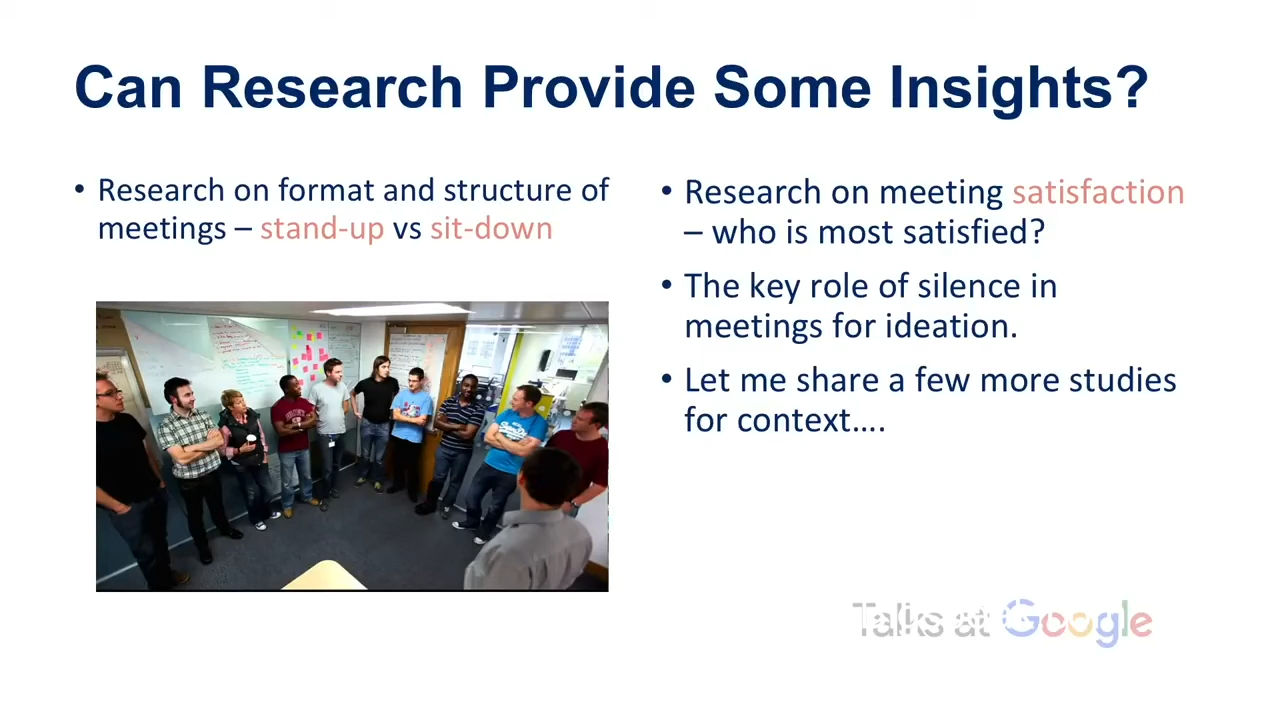 Can Research Provide Some Insights?
• Research on format and structure of
meetings – stand-up vs sit-down
• Research on meeting satisfaction
– who is most satisfied?
• The key role of silence in
meetings for ideation.
• Let me share a few more studies
for context….
Talks at Google